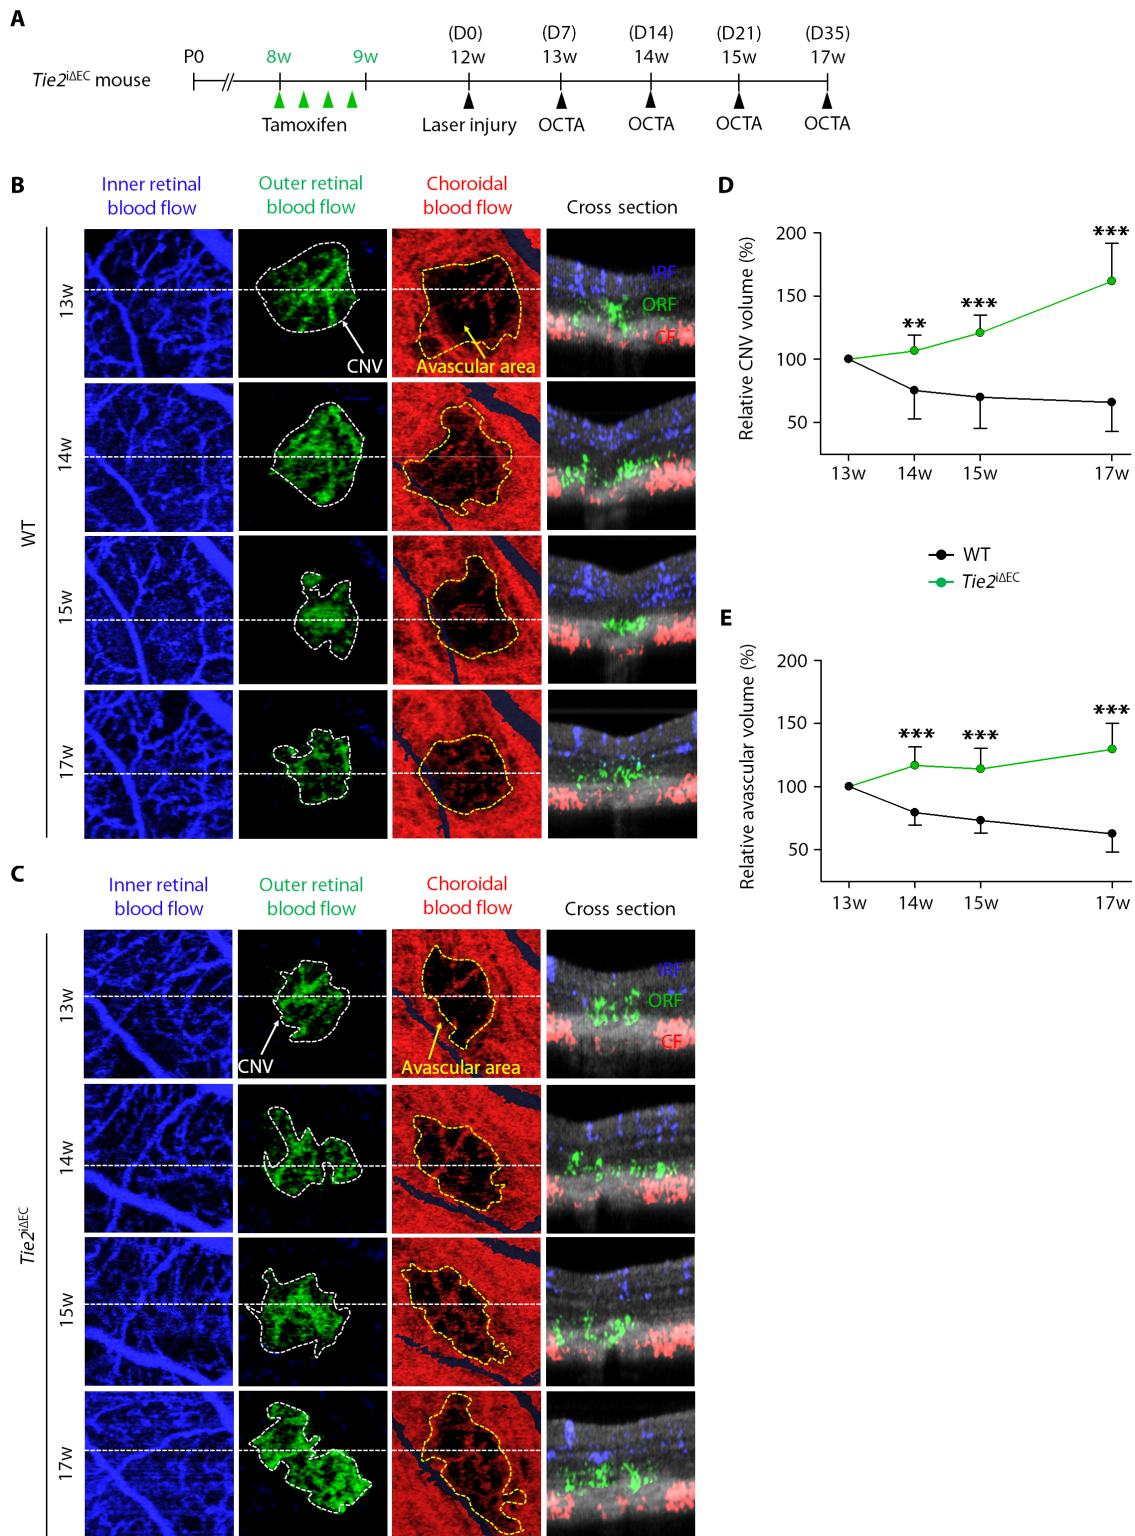 A
(D0) (D7) (D14) (D21) (D35)
P0 8w 9w 12w 13w 14w 15w 17w
Tie2iΔEC mouse
Tamoxifen Laser injury OCTA OCTA OCTA OCTA
B
Inner retinal blood flow
Outer retinal blood flow
Choroidal blood flow
Cross section
WT
13w
CNV
Avascular area
IRF
ORF
CF
14w
15w
17w
C
Inner retinal blood flow
Outer retinal blood flow
Choroidal blood flow
Cross section
Tie2iΔEC
13w
CNV
Avascular area
IRF
ORF
CF
14w
15w
17w
D
Relative CNV volume (%)
200
150
100
50
** *** ***
13w 14w 15w 17w
WT
Tie2iΔEC
E
Relative avascular volume (%)
200
150
100
50
*** *** ***
13w 14w 15w 17w